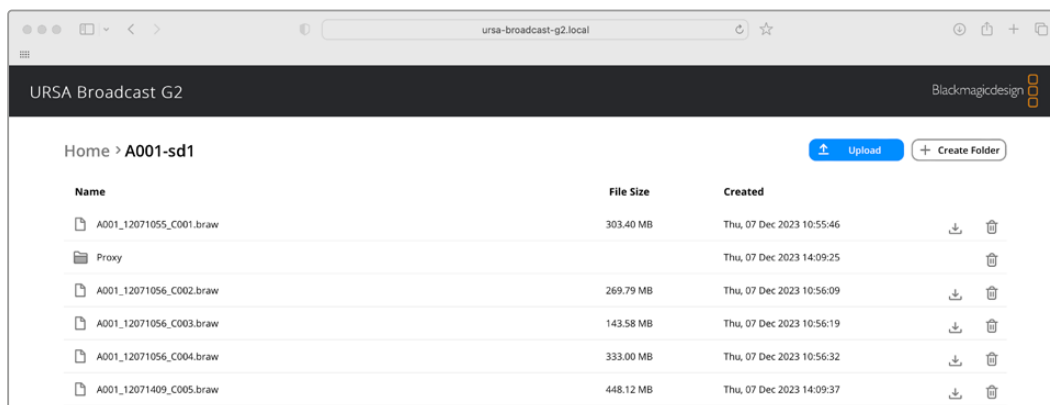 ursa-broadcast-g2.local
URSA Broadcast G2
Blackmagicdesign
Home > A001-sd1
Upload
+ Create Folder
Name File Size Created
A001_12071055_C001.braw 303.40 MB Thu, 07 Dec 2023 10:55:46
Proxy Thu, 07 Dec 2023 14:09:25
A001_12071056_C002.braw 269.79 MB Thu, 07 Dec 2023 10:56:09
A001_12071056_C003.braw 143.58 MB Thu, 07 Dec 2023 10:56:19
A001_12071056_C004.braw 333.00 MB Thu, 07 Dec 2023 10:56:32
A001_12071409_C005.braw 448.12 MB Thu, 07 Dec 2023 14:09:37